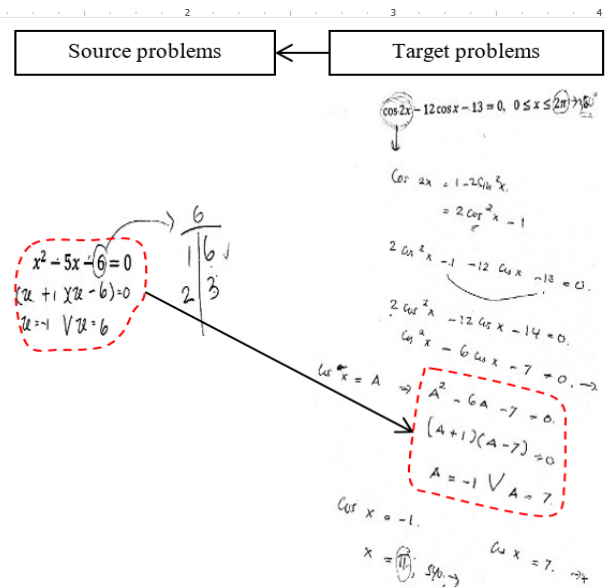 2 3 4
Source problems
Target problems
cos 2x – 12 cos x – 13 = 0, 0 ≤ x ≤ 2π →
Cos 2x = 1 - 2 Sin²x.
= 2 cos²x - 1
2 cos²x - 1 - 12 cos x - 13 = 0.
2 cos²x - 12 cos x - 14 = 0.
cos²x - 6 cos x - 7 = 0. →
cos x = A ⇒ A² - 6A - 7 = 0.
(A+1)(A-7) = 0
A = -1 ∨ A = 7.
cos x = -1.
cos x = 7. →
x = π,
6
1 6
2 3
x² – 5x – 6 = 0
(x + 1)(x - 6) = 0
x = -1 ∨ x = 6